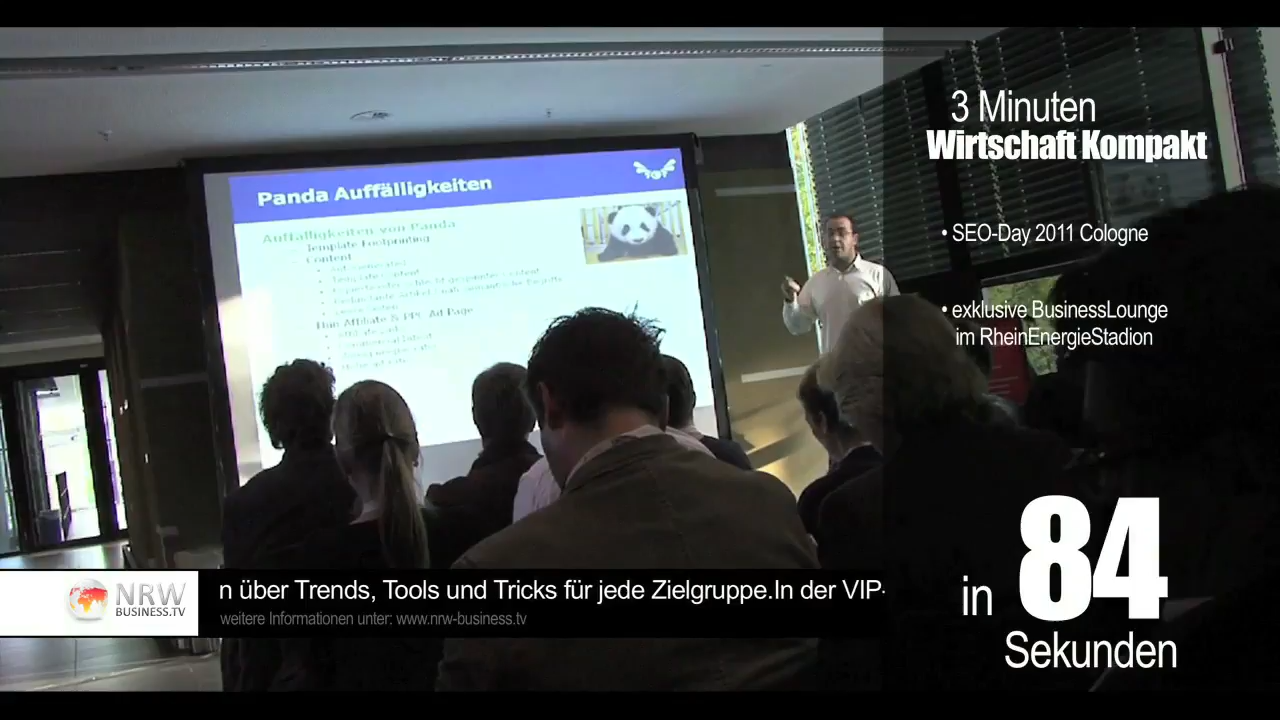 3 Minuten
Wirtschaft Kompakt
• SEO-Day 2011 Cologne
• exklusive BusinessLounge
im RheinEnergieStadion
Panda Auffälligkeiten
Auffälligkeiten von Panda
Template Footprinting
Content
Thin Affiliate & PPC Ad Page
in 84
Sekunden
NRW
BUSINESS.TV
n über Trends, Tools und Tricks für jede Zielgruppe.In der VIP-
weitere Informationen unter: www.nrw-business.tv